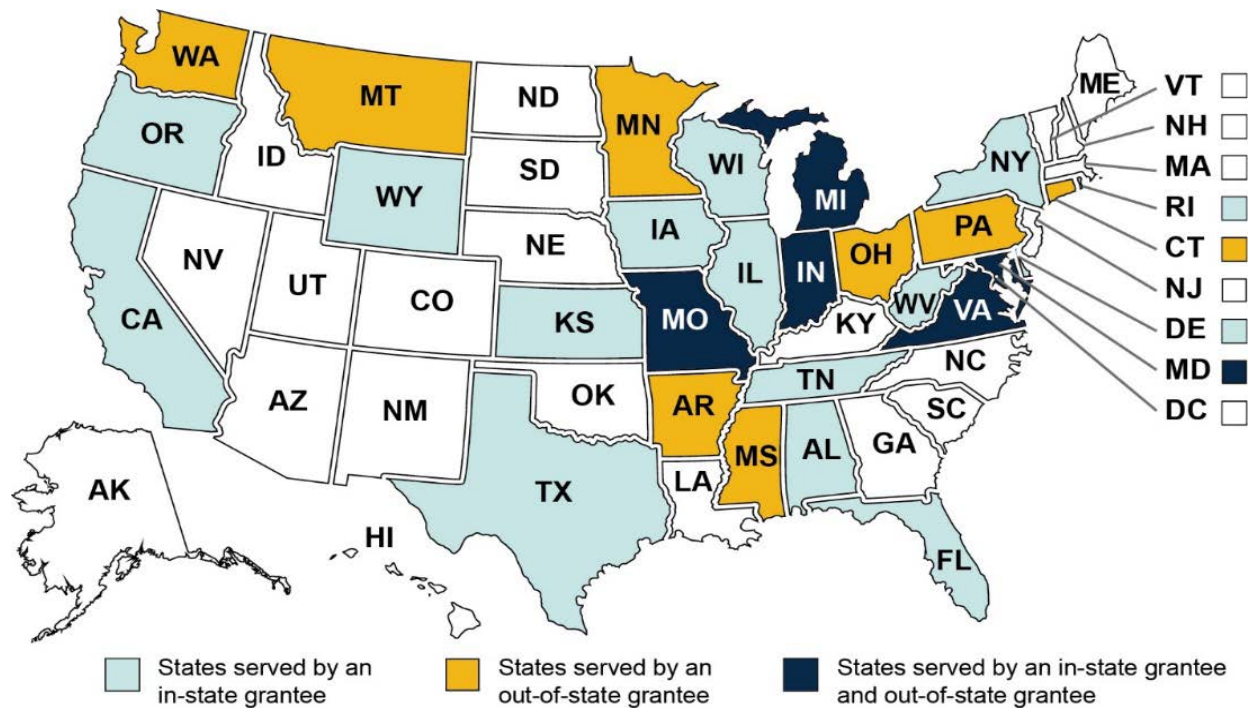 WA
MT
ND
MN
ME
VT
OR
ID
SD
WI
NY
NH
MA
WY
MI
RI
IA
PA
CT
NV
NE
OH
UT
CO
IL
IN
NJ
CA
KS
MO
WV
VA
DE
KY
MD
AZ
NM
OK
AR
TN
NC
SC
DC
MS
AL
GA
AK
TX
LA
HI
FL
States served by an
in-state grantee
States served by an
out-of-state grantee
States served by an in-state grantee
and out-of-state grantee